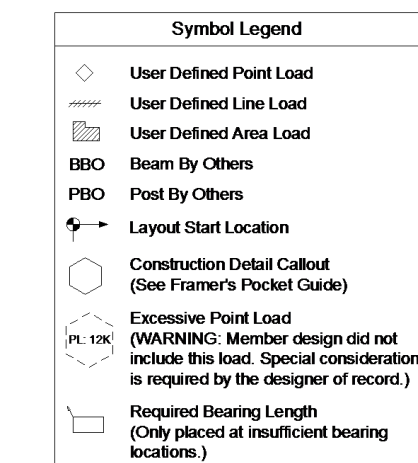 Symbol Legend
User Defined Point Load
User Defined Line Load
User Defined Area Load
BBO Beam By Others
PBO Post By Others
Layout Start Location
Construction Detail Callout
(See Framer's Pocket Guide)
Excessive Point Load
PL: 12K (WARNING: Member design did not
include this load. Special consideration
is required by the designer of record.)
Required Bearing Length
(Only placed at insufficient bearing
locations.)